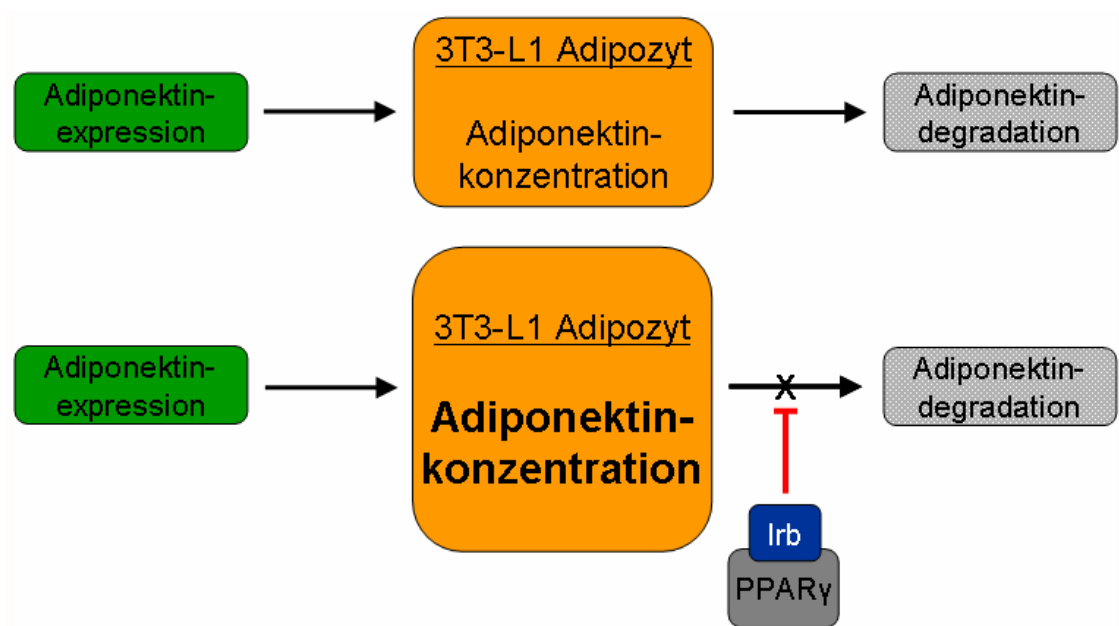 3T3-L1 Adipozyt
Adiponektin-
expression
Adiponektin-
konzentration
Adiponektin-
degradation
3T3-L1 Adipozyt
Adiponektin-
expression
Adiponektin-
konzentration
Adiponektin-
degradation
Irb
PPARγ